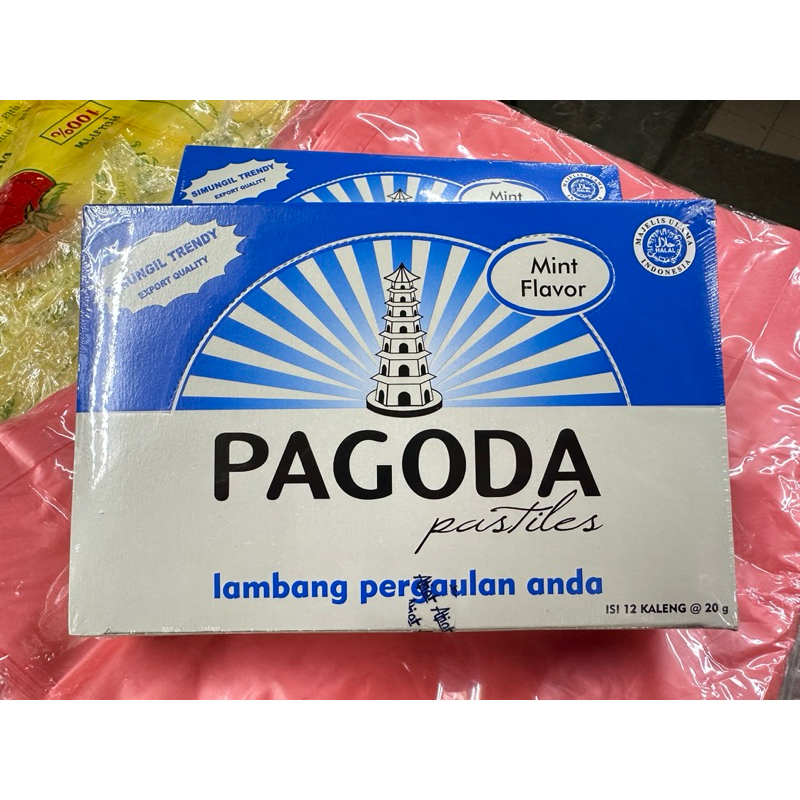 100%
SIMUNGIL TRENDY
EXPORT QUALITY
Mint
TRENDY
EXPORT QUALITY
Mint
Flavor
MAJELIS ULAMA
HALAL
INDONESIA
PAGODA
pastiles
lambang pergaulan anda
ISI 12 KALENG @ 20 g